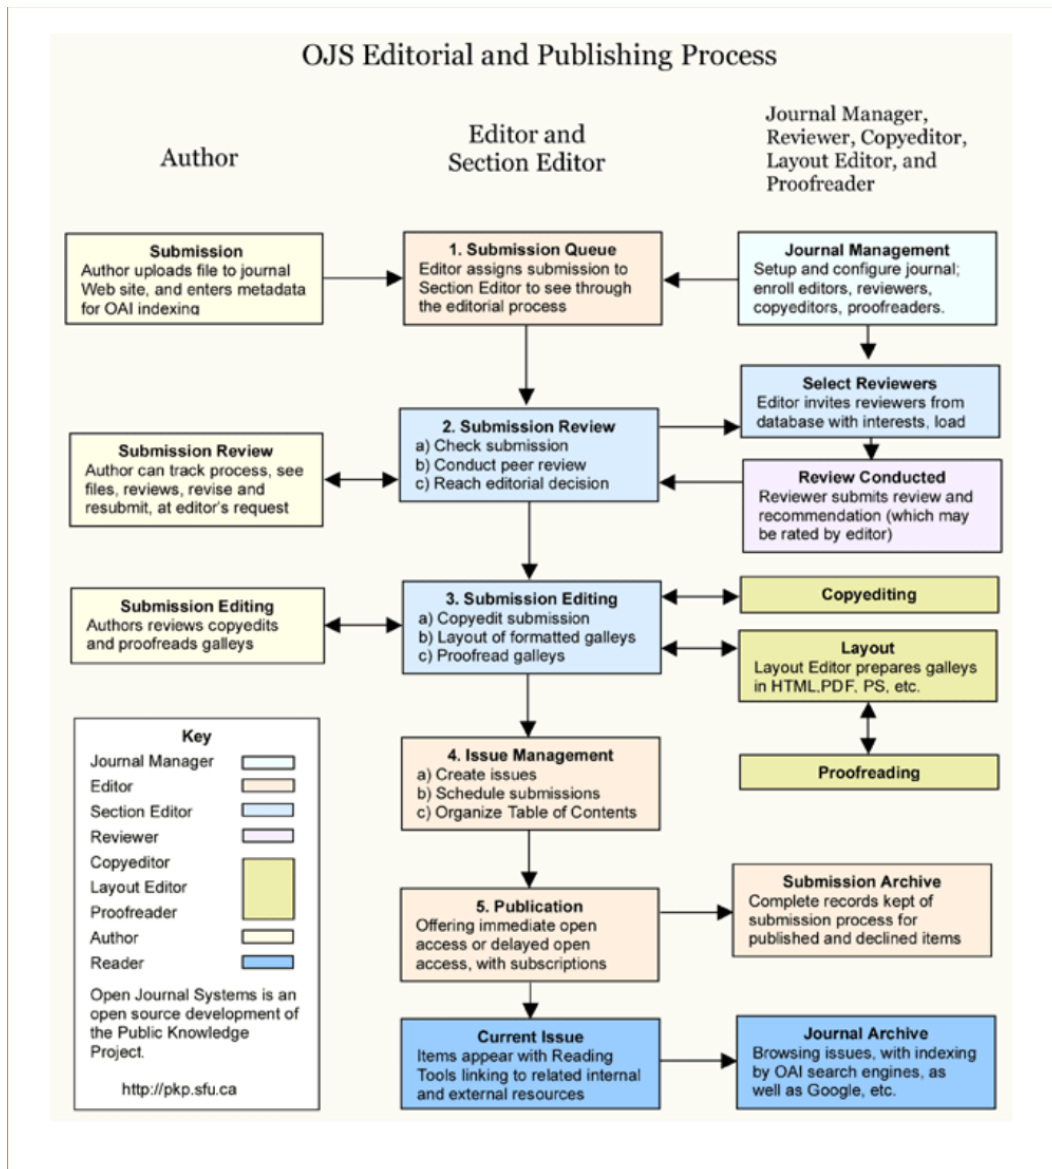 OJS Editorial and Publishing Process
Author
Editor and
Section Editor
Journal Manager,
Reviewer, Copyeditor,
Layout Editor, and
Proofreader
Submission
Author uploads file to journal
Web site, and enters metadata
for OAI indexing
1. Submission Queue
Editor assigns submission to
Section Editor to see through
the editorial process
Journal Management
Setup and configure journal;
enroll editors, reviewers,
copyeditors, proofreaders.
Select Reviewers
Editor invites reviewers from
database with interests, load
Submission Review
Author can track process, see
files, reviews, revise and
resubmit, at editor's request
2. Submission Review
a) Check submission
b) Conduct peer review
c) Reach editorial decision
Review Conducted
Reviewer submits review and
recommendation (which may
be rated by editor)
Submission Editing
Authors reviews copyedits
and proofreads galleys
3. Submission Editing
a) Copyedit submission
b) Layout of formatted galleys
c) Proofread galleys
Copyediting
Layout
Layout Editor prepares galleys
in HTML,PDF, PS, etc.
Proofreading
4. Issue Management
a) Create issues
b) Schedule submissions
c) Organize Table of Contents
5. Publication
Offering immediate open
access or delayed open
access, with subscriptions
Submission Archive
Complete records kept of
submission process for
published and declined items
Current Issue
Items appear with Reading
Tools linking to related internal
and external resources
Journal Archive
Browsing issues, with indexing
by OAI search engines, as
well as Google, etc.
Key
Journal Manager
Editor
Section Editor
Reviewer
Copyeditor
Layout Editor
Proofreader
Author
Reader
Open Journal Systems is an
open source development of
the Public Knowledge
Project.
http://pkp.sfu.ca